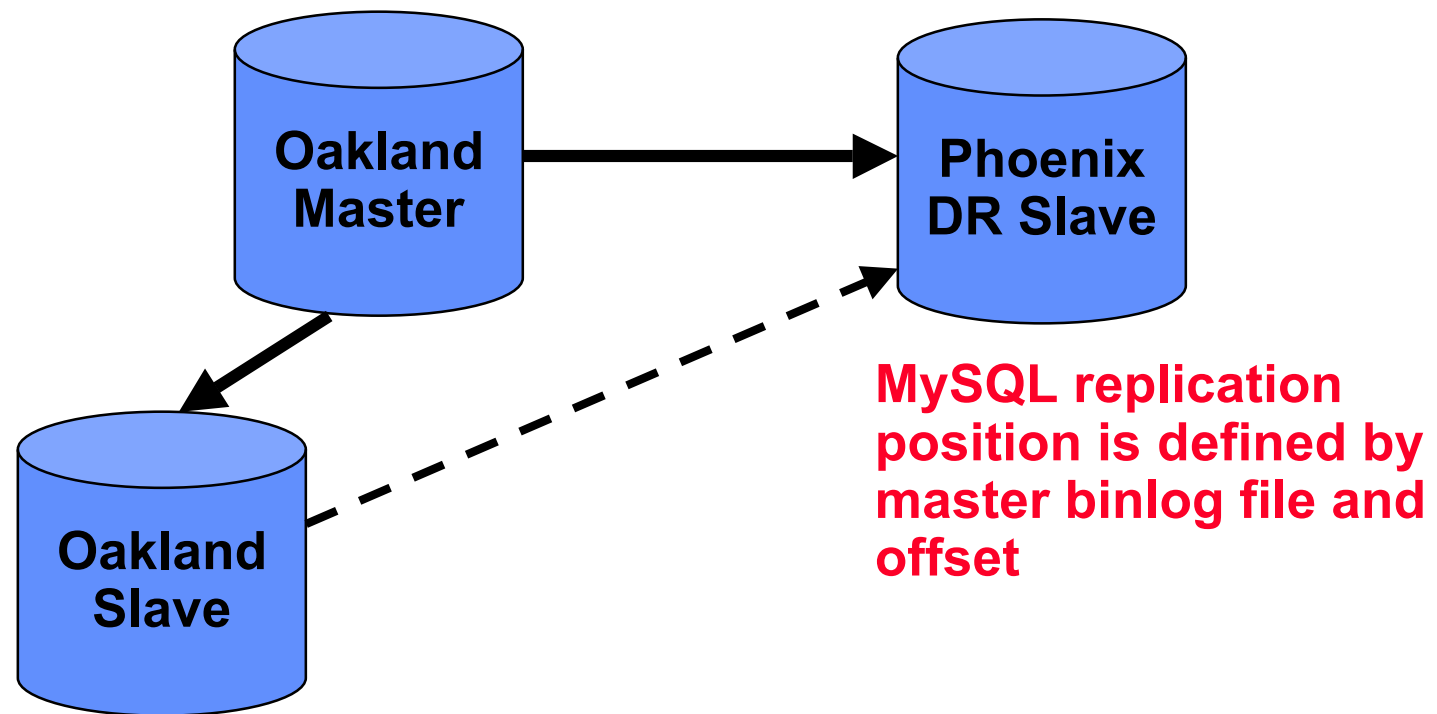 Oakland
Master
Phoenix
DR Slave
MySQL replication
position is defined by
master binlog file and
offset
Oakland
Slave